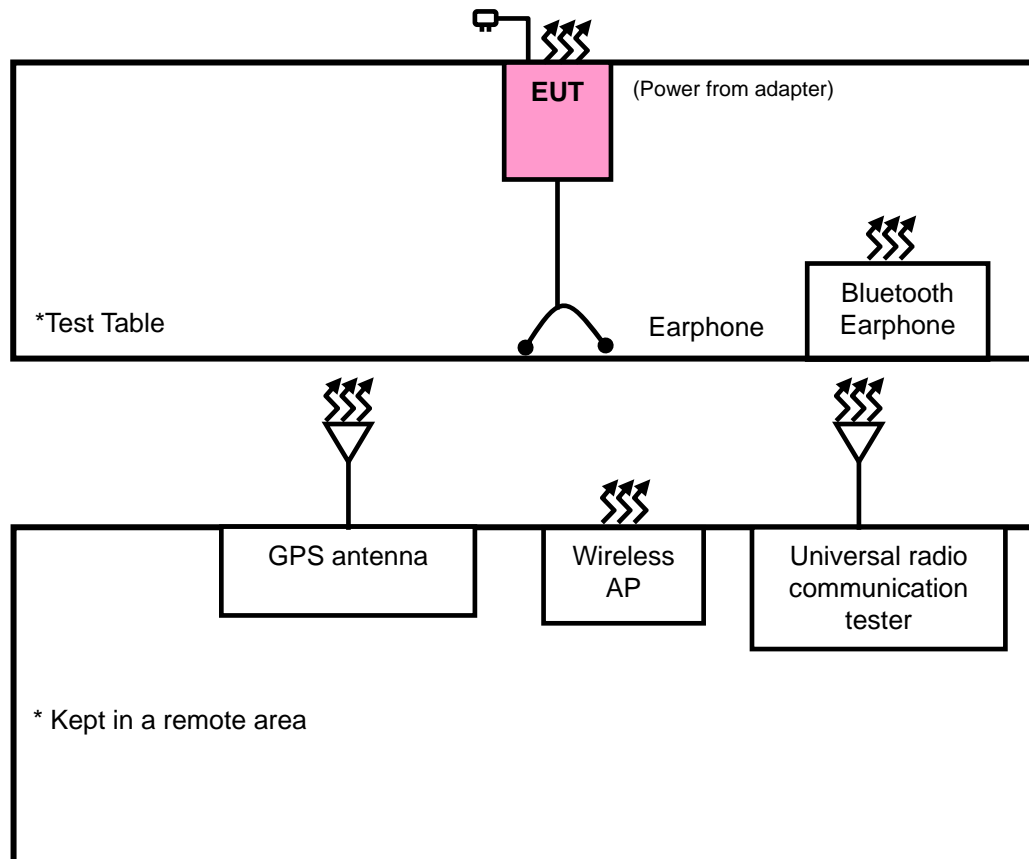 EUT
(Power from adapter)
Bluetooth
Earphone
*Test Table
Earphone
GPS antenna
Wireless
AP
Universal radio
communication
tester
* Kept in a remote area